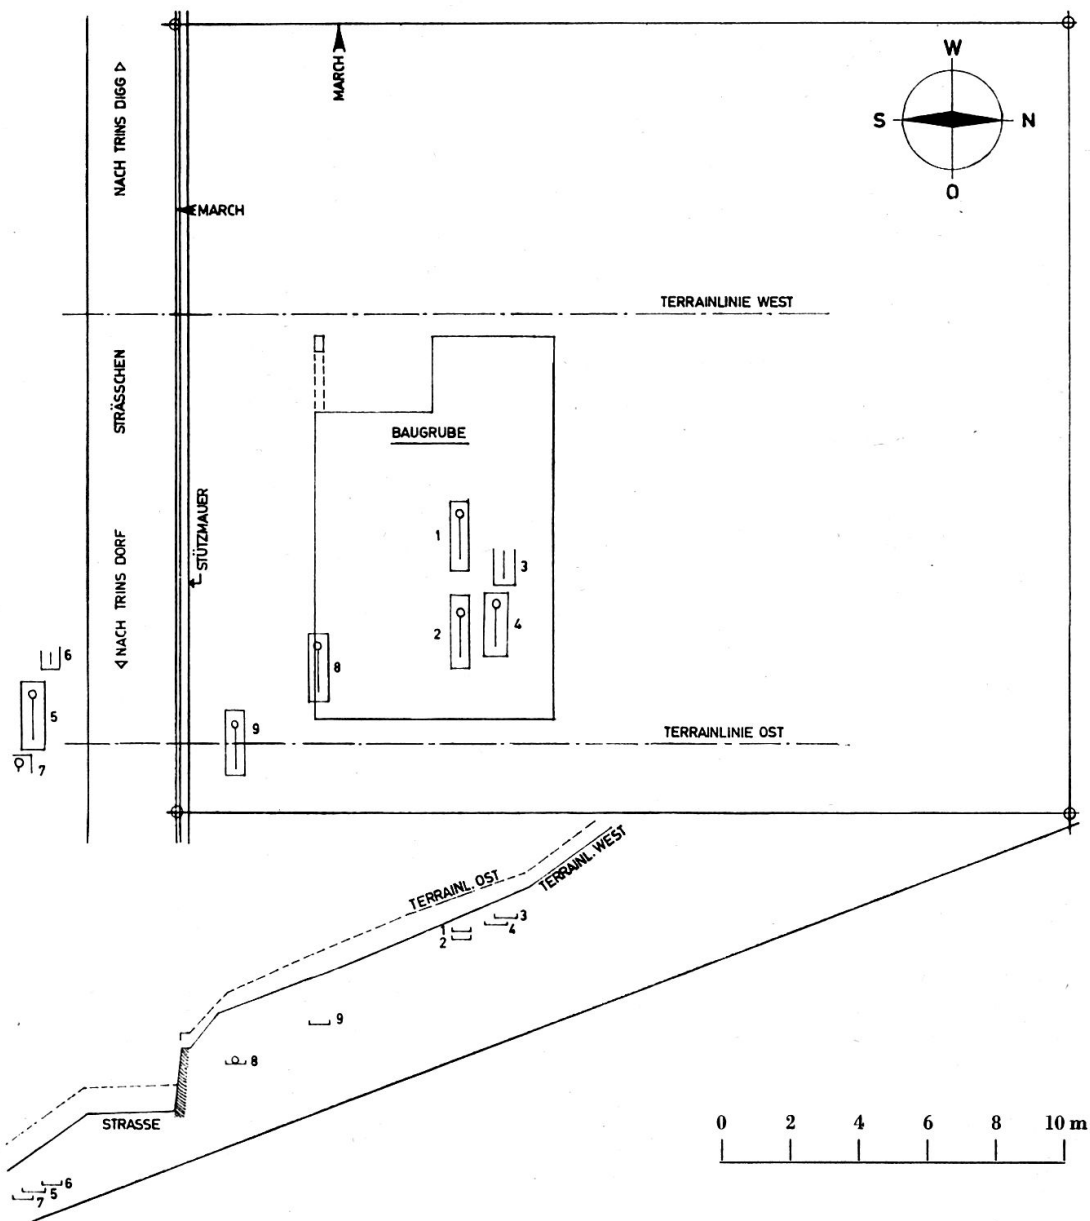 W
S N
O
MARCH
NACH TRINS DIGG ▷
MARCH
TERRAINLINIE WEST
STRÄSSCHEN
BAUGRUBE
STÜTZMAUER
◁ NACH TRINS DORF
1
3
2
4
6
8
5
9
7
TERRAINLINIE OST
TERRAINL. OST
TERRAINL. WEST
3
1
4
2
9
8
STRASSE
6
5
7
0 2 4 6 8 10 m